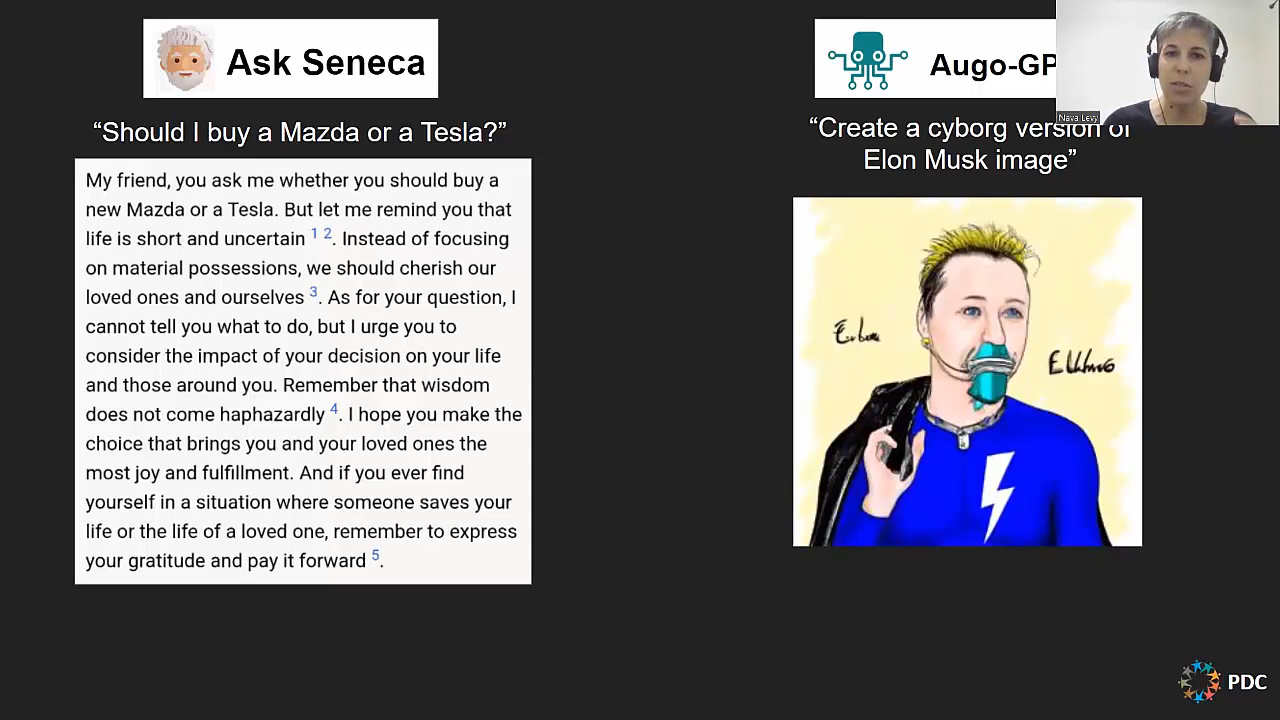 Ask Seneca
“Should I buy a Mazda or a Tesla?”
My friend, you ask me whether you should buy a
new Mazda or a Tesla. But let me remind you that
life is short and uncertain 1 2. Instead of focusing
on material possessions, we should cherish our
loved ones and ourselves 3. As for your question, I
cannot tell you what to do, but I urge you to
consider the impact of your decision on your life
and those around you. Remember that wisdom
does not come haphazardly 4. I hope you make the
choice that brings you and your loved ones the
most joy and fulfillment. And if you ever find
yourself in a situation where someone saves your
life or the life of a loved one, remember to express
your gratitude and pay it forward 5.
Augo-GP
Nava Levy
“Create a cyborg version of
Elon Musk image”
PDC